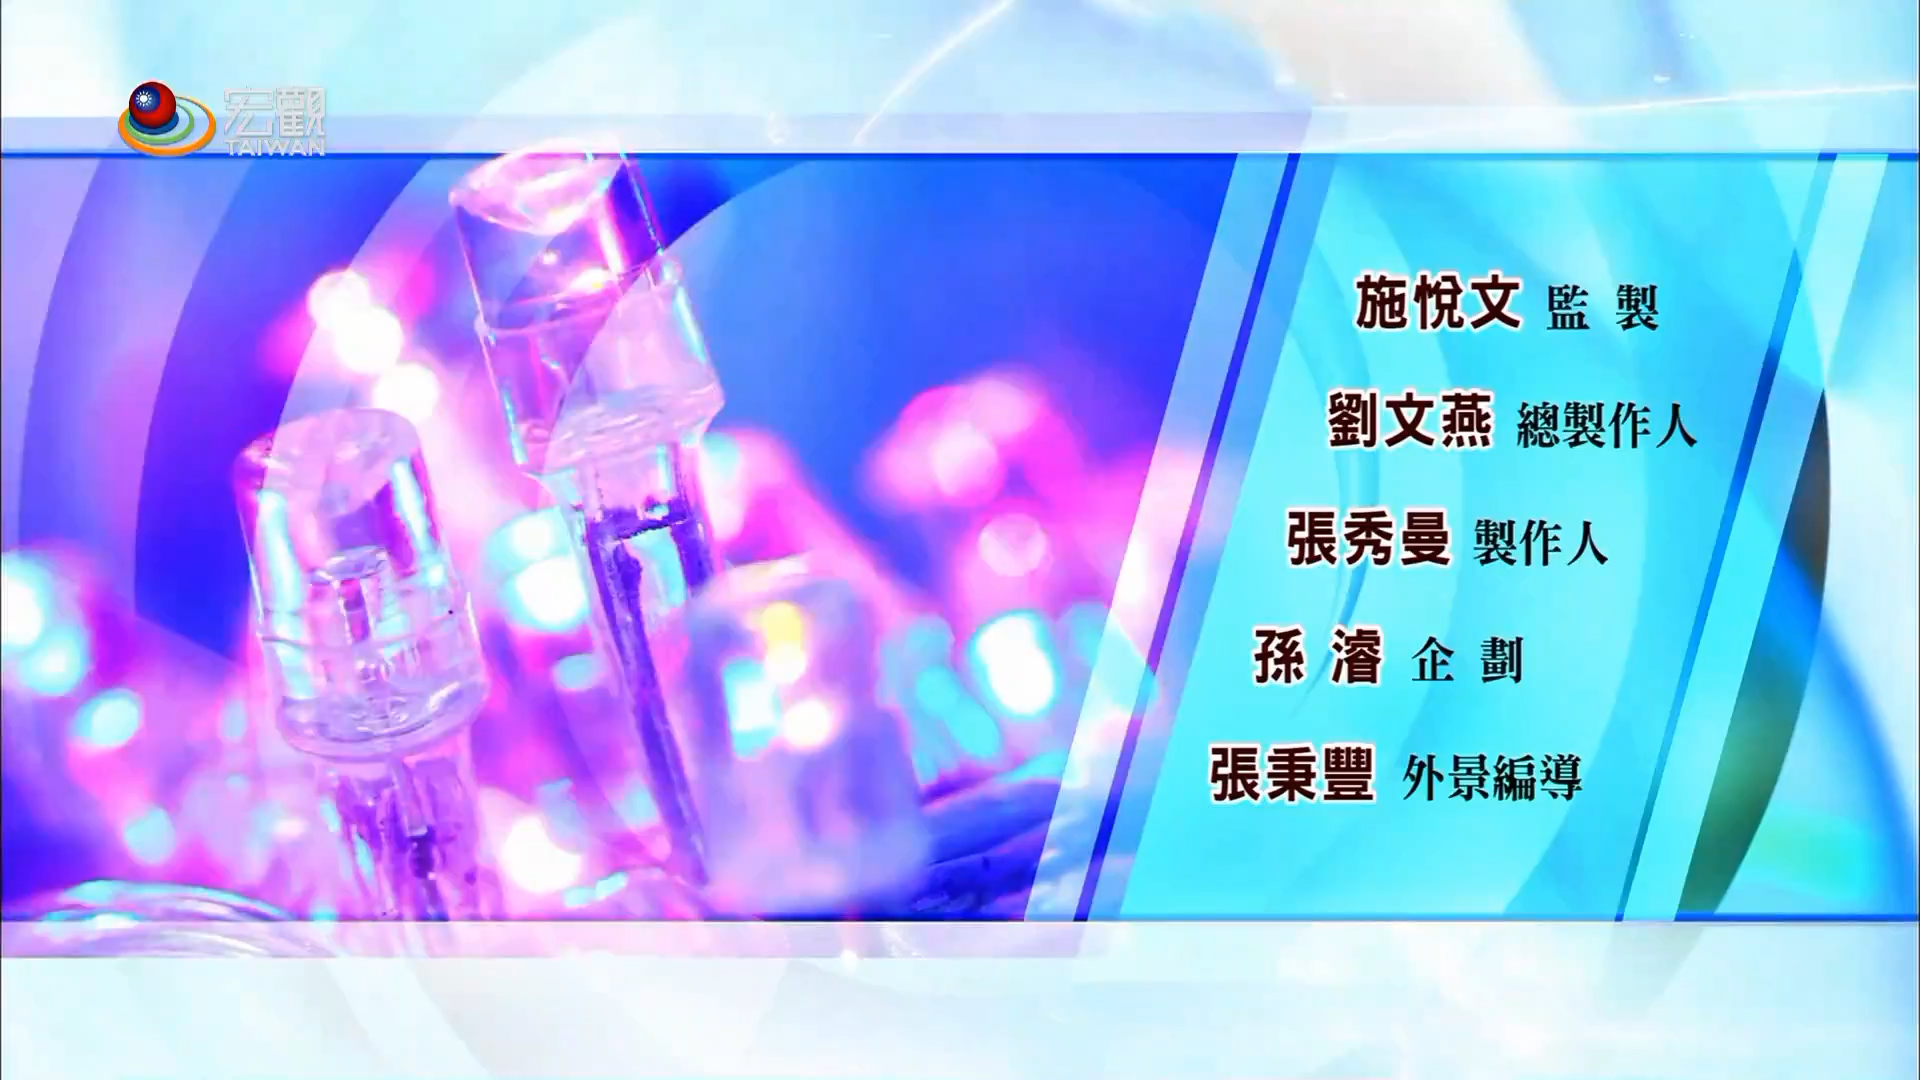 宏觀
TAIWAN
施悅文 監 製
劉文燕 總製作人
張秀曼 製作人
孫 濬 企 劃
張秉豐 外景編導